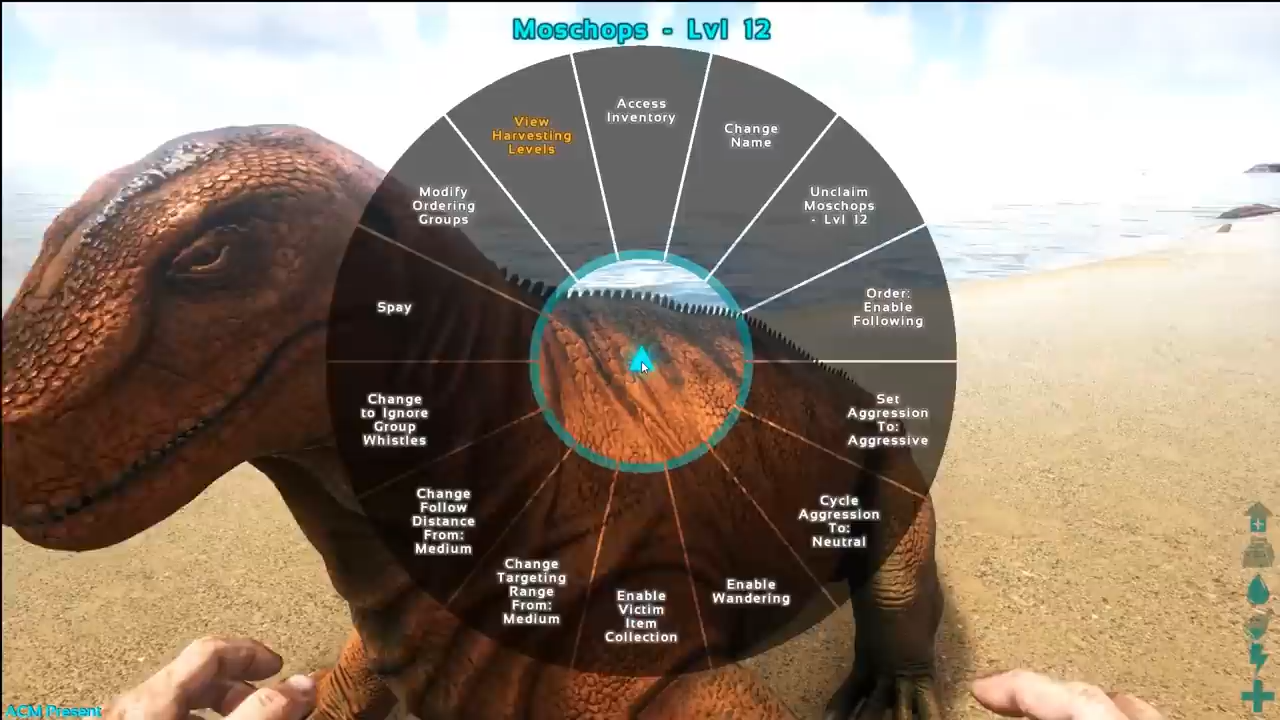 Moschops - Lvl 12
Access
Inventory
Change
Name
Unclaim
Moschops
- Lvl 12
Order:
Enable
Following
Set
Aggression
To:
Aggressive
Cycle
Aggression
To:
Neutral
Enable
Wandering
Enable
Victim
Item
Collection
Change
Targeting
Range
From:
Medium
Change
Follow
Distance
From:
Medium
Change
to Ignore
Group
Whistles
Spay
Modify
Ordering
Groups
View
Harvesting
Levels
ACM Present